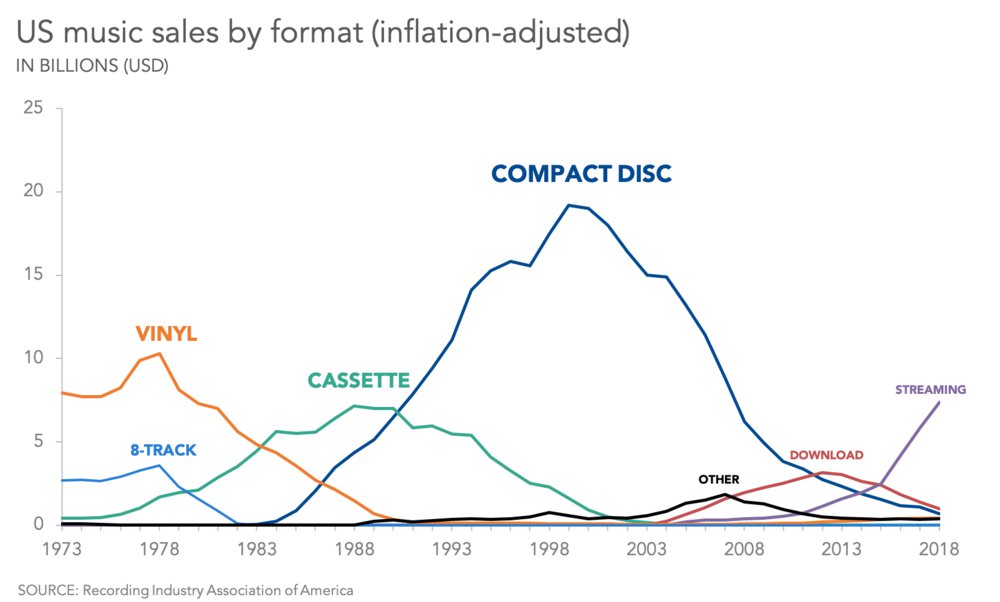 US music sales by format (inflation-adjusted)
IN BILLIONS (USD)
25
20
15
10
5
0
COMPACT DISC
VINYL
CASSETTE
STREAMING
8-TRACK
DOWNLOAD
OTHER
1973 1978 1983 1988 1993 1998 2003 2008 2013 2018
SOURCE: Recording Industry Association of America